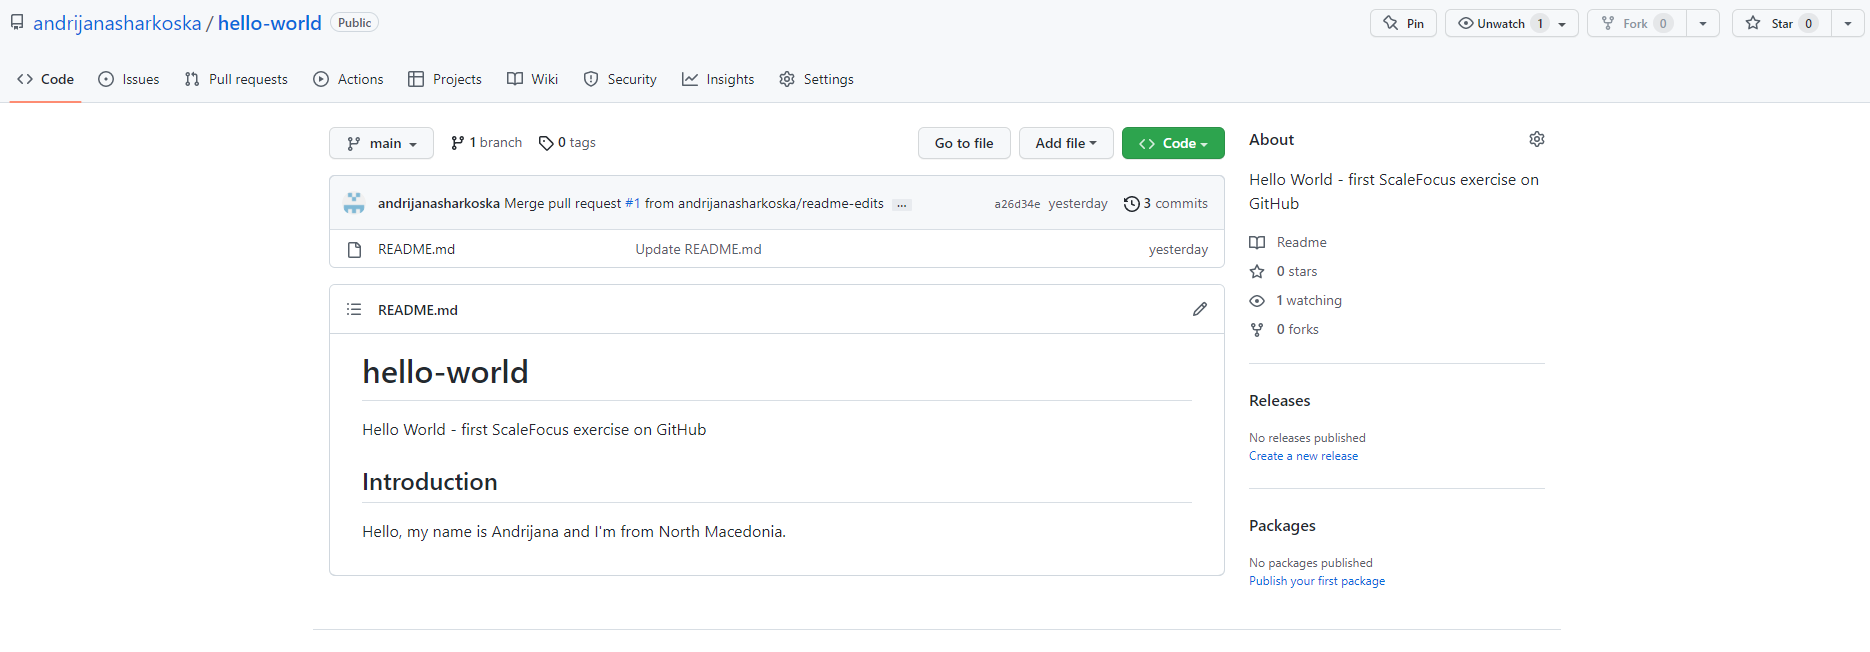 andrijanasharkoska / hello-world Public
Pin Unwatch 1 Fork 0 Star 0
Code Issues Pull requests Actions Projects Wiki Security Insights Settings
main 1 branch 0 tags Go to file Add file Code
andrijanasharkoska Merge pull request #1 from andrijanasharkoska/readme-edits ... a26d34e yesterday 3 commits
README.md Update README.md yesterday
README.md
hello-world
Hello World - first ScaleFocus exercise on GitHub
Introduction
Hello, my name is Andrijana and I'm from North Macedonia.
About
Hello World - first ScaleFocus exercise on
GitHub
Readme
0 stars
1 watching
0 forks
Releases
No releases published
Create a new release
Packages
No packages published
Publish your first package